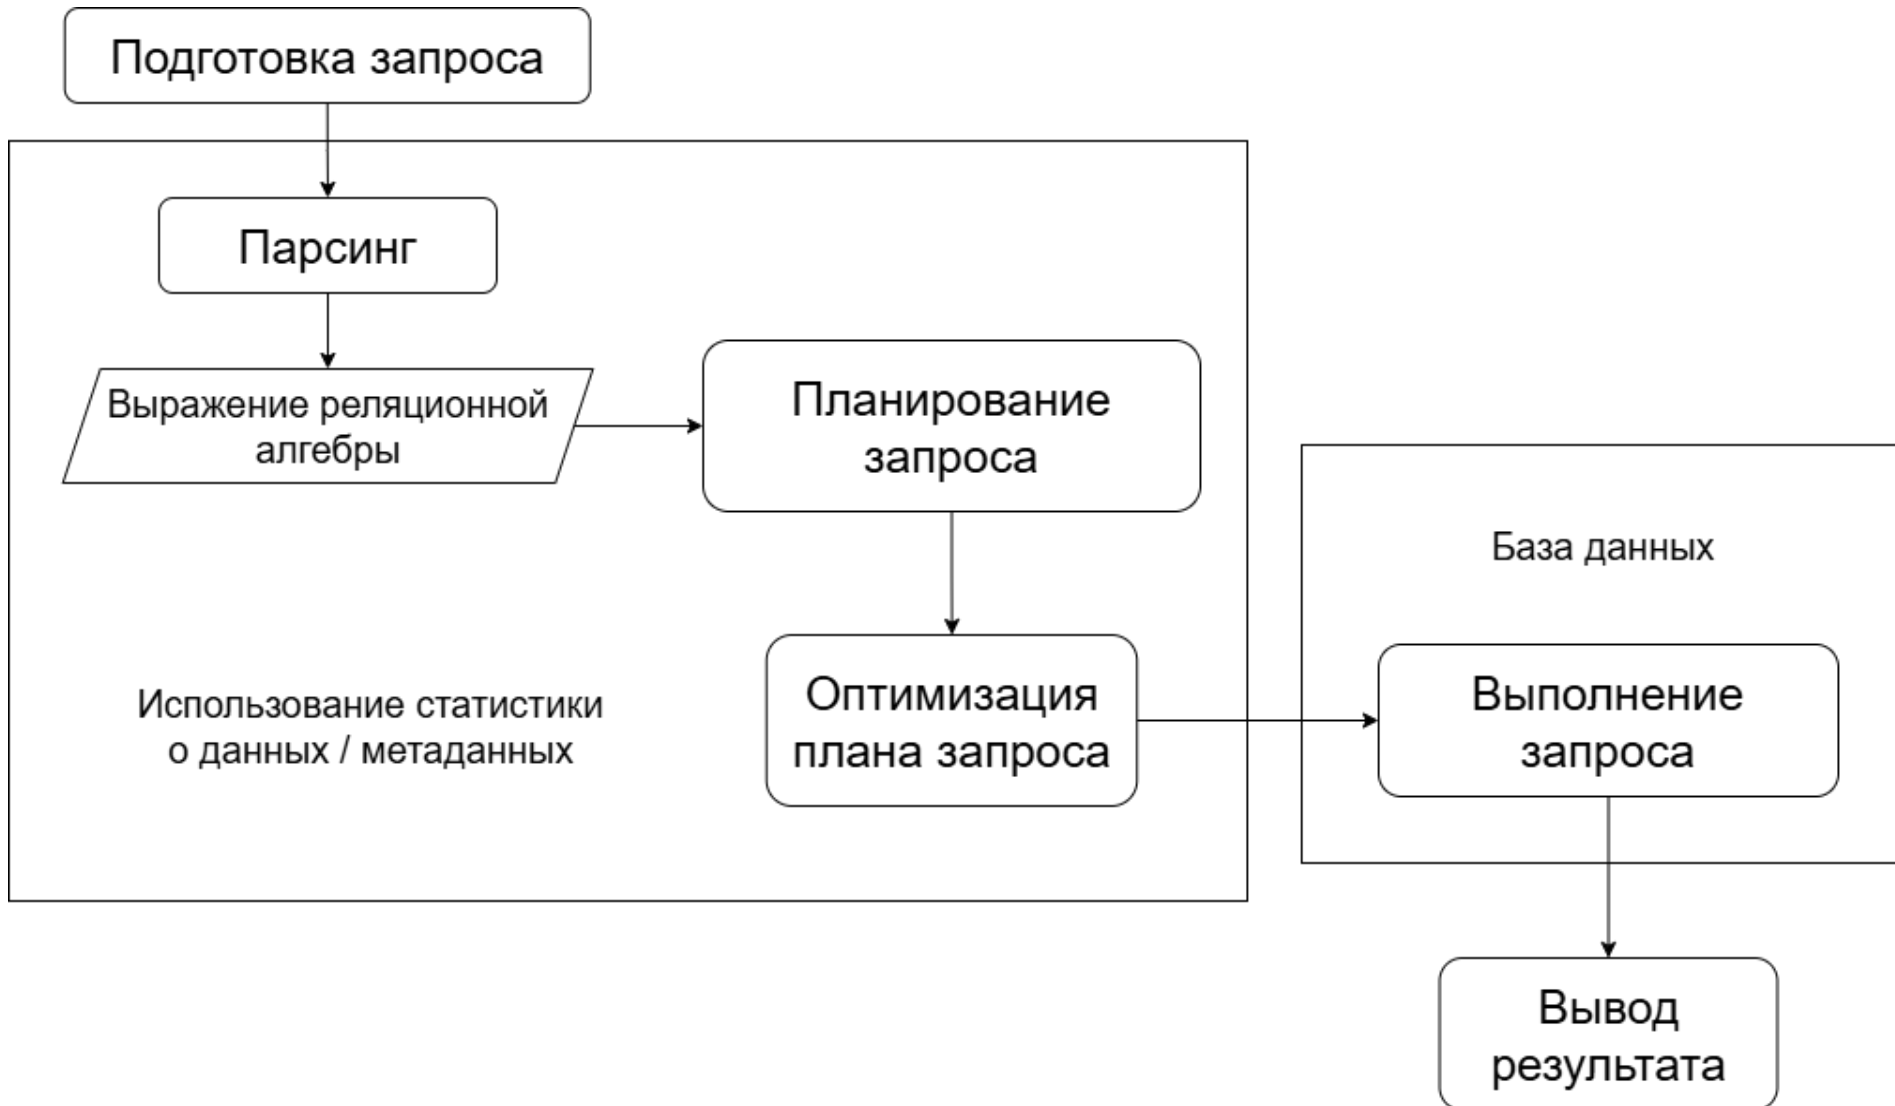 Подготовка запроса
Парсинг
Выражение реляционной
алгебры
Планирование
запроса
Использование статистики
о данных / метаданных
Оптимизация
плана запроса
База данных
Выполнение
запроса
Вывод
результата